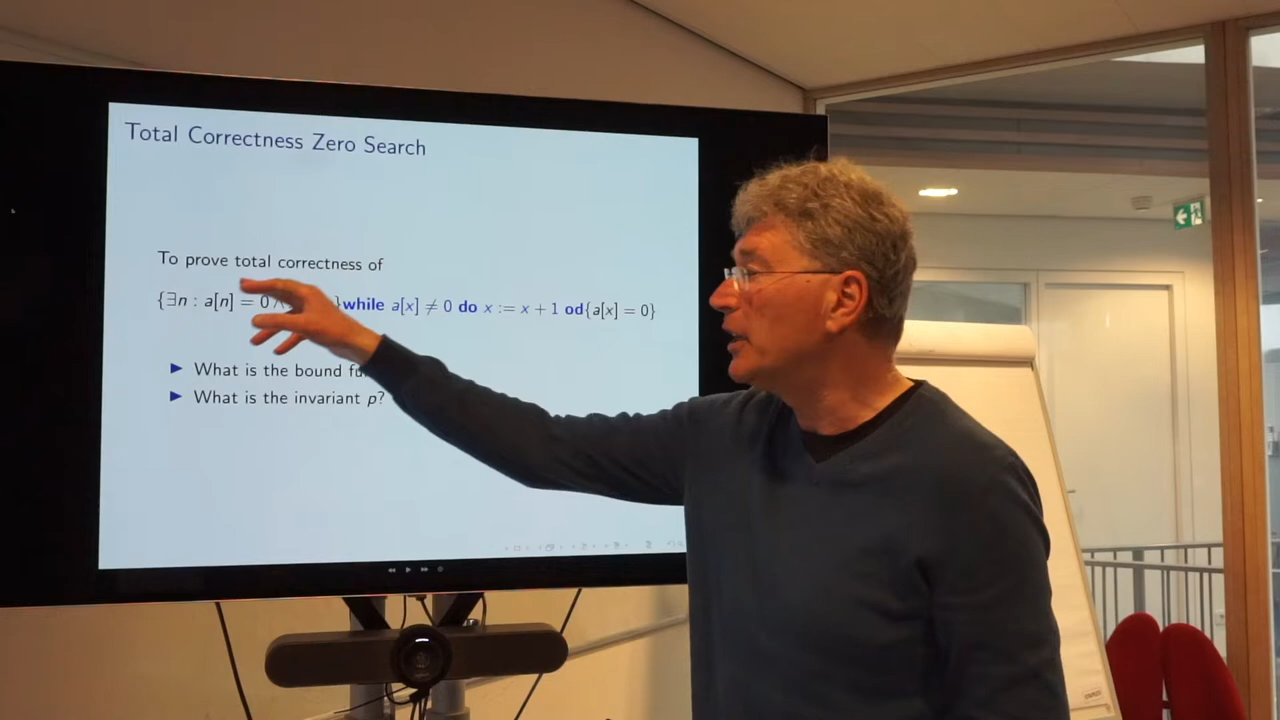 Total Correctness Zero Search
To prove total correctness of
{∃n : a[n] = 0 ∧ }while a[x] ≠ 0 do x := x + 1 od{a[x] = 0}
▶ What is the bound
▶ What is the invariant p?